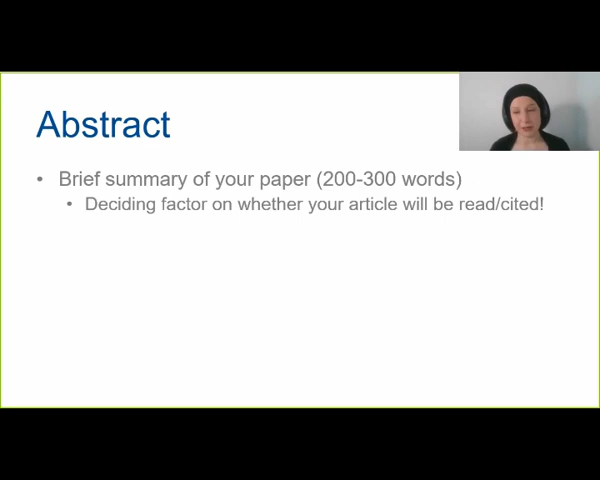 Abstract
• Brief summary of your paper (200-300 words)
• Deciding factor on whether your article will be read/cited!